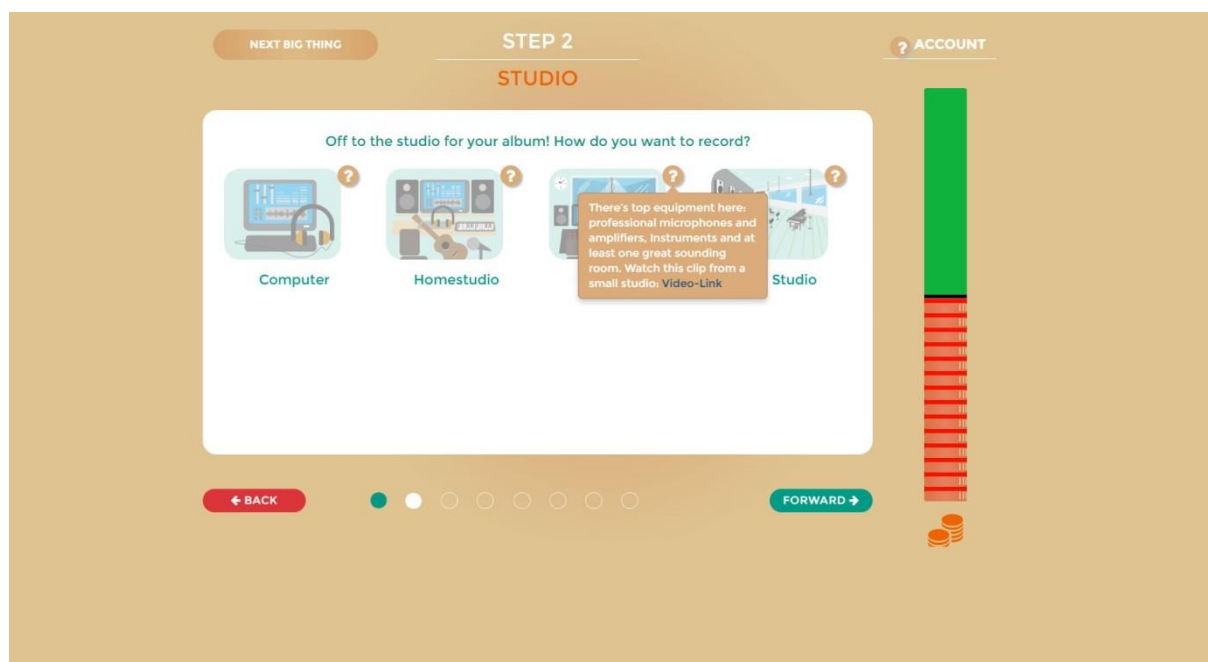 NEXT BIG THING
STEP 2
? ACCOUNT
STUDIO
Off to the studio for your album! How do you want to record?
? ? ? ?
There's top equipment here:
professional microphones and
amplifiers, Instruments and at
least one great sounding
room. Watch this clip from a
small studio: Video-Link
Computer
Homestudio
Studio
← BACK
FORWARD →